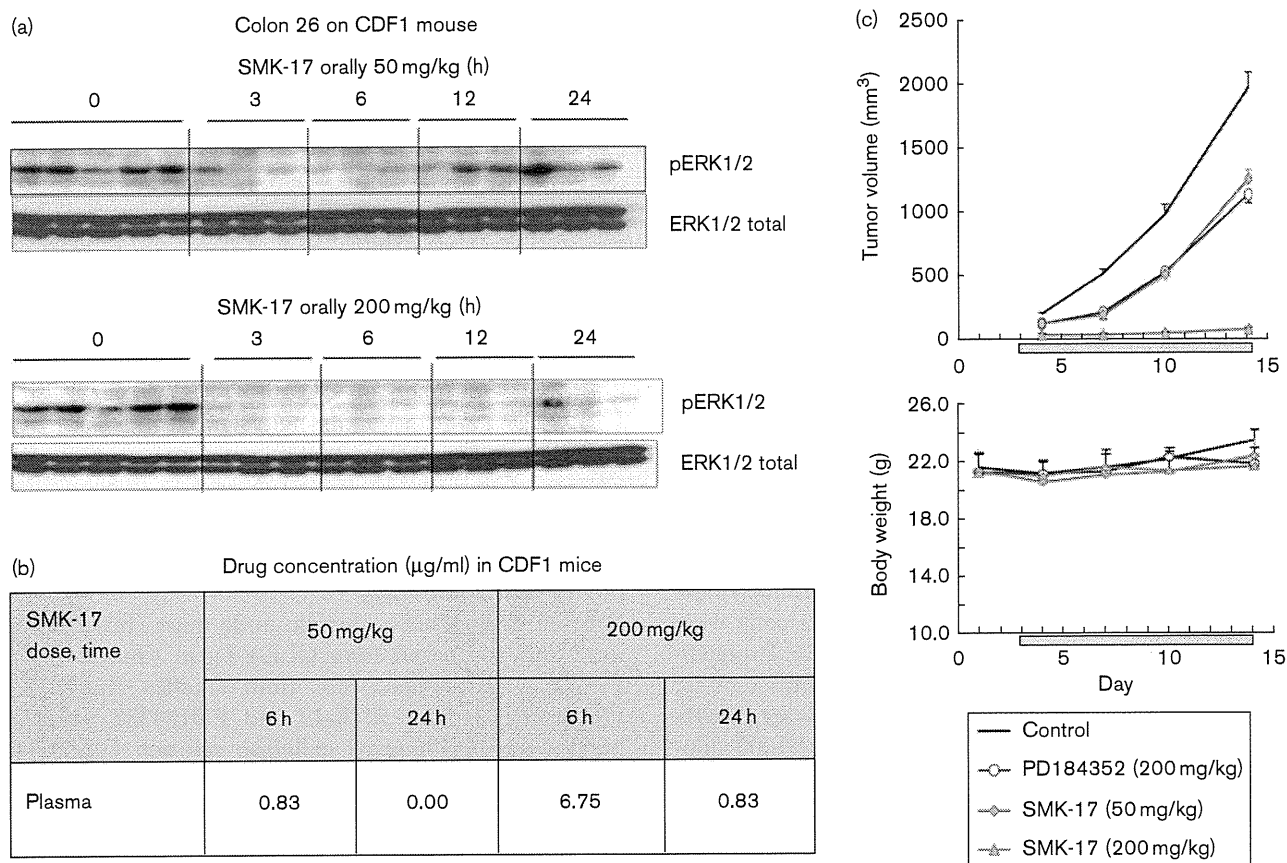 (a)
Colon 26 on CDF1 mouse
SMK-17 orally 50 mg/kg (h)
0 3 6 12 24
pERK1/2
ERK1/2 total
SMK-17 orally 200 mg/kg (h)
0 3 6 12 24
pERK1/2
ERK1/2 total
(b)
Drug concentration (μg/ml) in CDF1 mice
SMK-17
dose, time
50 mg/kg 200 mg/kg
6 h 24 h 6 h 24 h
Plasma 0.83 0.00 6.75 0.83
(c)
2500
2000
1500
1000
500
0
Tumor volume (mm³)
0 5 10 15
26.0
22.0
18.0
14.0
10.0
Body weight (g)
0 5 10 15
Day
Control
PD184352 (200 mg/kg)
SMK-17 (50 mg/kg)
SMK-17 (200 mg/kg)